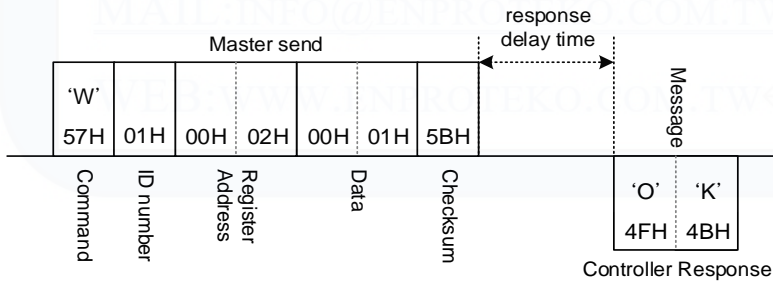 MAIL:INFO@ENPROTEKO.COM.TW
WEB:WWW.ENPROTEKO.COM.TW
response
delay time
Master send
'W'
57H 01H 00H 02H 00H 01H 5BH
Command
ID number
Register
Address
Data
Checksum
Message
'O' 'K'
4FH 4BH
Controller Response